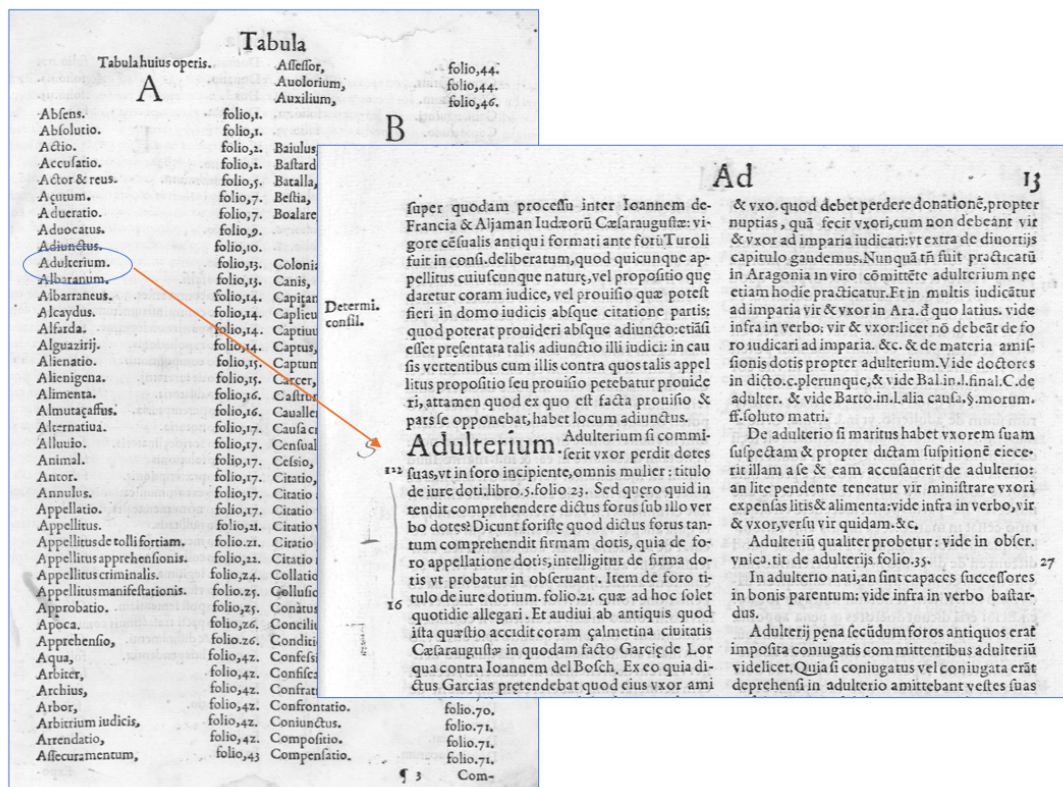 Tabula
Tabula huius operis.
A
Abſens. folio,1.
Abſolutio. folio,1.
Actio. folio,2.
Accuſatio. folio,2.
Actor & reus. folio,5.
Acutum. folio,7.
Adueratio. folio,7.
Aduocatus. folio,9.
Adiunctus. folio,10.
Adulterium. folio,13.
Albaranum. folio,13.
Albarraneus. folio,14.
Alcaydus. folio,14.
Alfarda. folio,14.
Alguazirij. folio,14.
Alienatio. folio,15.
Alienigena. folio,15.
Alimenta. folio,16.
Almutaçaſſus. folio,16.
Alternatiua. folio,17.
Alluuio. folio,17.
Animal. folio,17.
Antor. folio,17.
Annulus. folio,17.
Appellatio. folio,17.
Appellitus. folio,21.
Appellitus de tolli fortiam. folio.21.
Appellitus apprehenſionis. folio,22.
Appellitus criminalis. folio,24.
Appellitus manifeſtationis. folio.25.
Approbatio. folio,25.
Apoca. folio,26.
Apprehenſio, folio.26.
Aqua, folio,42.
Arbiter, folio,42.
Archius, folio,42.
Arbor, folio,42.
Arbitrium iudicis, folio,42.
Arrendatio, folio,42.
Aſſecuramentum, folio,43
Aſſeſſor, folio,44.
Auolorium, folio,44.
Auxilium, folio,46.
B
Baiulus
Baſtard
Batalla,
Beſtia,
Boalare
Colonia
Canis,
Capitan
Caplicu
Captiuu
Captus,
Captum
Carcer,
Caſtru
Caualle
Cauſa c
Cenſual
Ceſsio,
Citatio
Citatio
Citatio
Citatio v
Citatio
Citatio
Collatio
Colluſio
Conatus
Conciliu
Conditi
Confeſsi
Confiſca
Confrat
Confrontatio. folio.70.
Coniunctus. folio.71.
Compoſitio. folio.71.
Compenſatio. folio.71.
¶ 3 Com-
Ad 13
ſuper quodam proceſſu inter Ioannem de-
Francia & Aljaman Iudæorũ Cæſarauguſtæ: vi-
gore cẽſualis antiqui formati ante forũ Turoli
fuit in conſi.deliberatum, quod quicunque ap-
pellitus cuiuſcunque naturę, vel propoſitio quę
daretur coram iudice, vel prouiſio quæ poteſt
fieri in domo iudicis abſque citatione partis:
quod poterat prouideri abſque adiuncto: etiãſi
eſſet pręſentara talis adiunctio illi iudici: in cau
ſis vertentibus cum illis contra quos talis appel
litus propoſitio ſeu prouiſio petebatur prouide
ri, attamen quod ex quo eſt facta prouiſio &
pars ſe opponebat, habet locum adiunctus.
Determi.
conſil.
Adulterium. Adulterium ſi commi-
ſerit vxor perdit dotes
122
ſuas, vt in foro incipiente, omnis mulier: titulo
de iure doti.libro.5.folio 23. Sed quero quid in
tendit comprehendere dictus forus ſub illo ver
bo dotes? Dicunt foriſtę quod dictus forus tan-
tum comprehendit firmam dotis, quia de fo-
ro appellatione dotis, intelligitur de firma do-
tis vt probatur in obſeruant. Item de foro ti-
tulo de iure dotium. folio.21. quæ ad hoc ſolet
16
quotidie allegari. Et audiui ab antiquis quod
iſta quæſtio accidit coram çalmetina ciuitatis
Cæſarauguſtæ in quodam facto Garcię de Lor
qua contra Ioannem del Boſch. Ex eo quia di-
ctus Garcias prętendebat quod eius vxor ami
& vxo. quod debet perdere donationẽ, propter
nuptias, quã fecit vxori, cum non debeant vir
& vxor ad imparia iudicari: vt extra de diuortijs
capitulo gaudemus. Nunquã tñ fuit practicatũ
in Aragonia in viro cõmittẽte adulterium nec
etiam hodie practicatur. Et in multis iudicãtur
ad imparia vir & vxor in Ara. đ quo latius. vide
infra in verbo; vir & vxor: licet nõ debeãt de fo
ro iudicari ad imparia. &c. & de materia amiſ-
ſionis dotis propter adulterium. Vide doctores
in dicto.c.plerunque, & vide Bal.in.l.final.C.de
adulter. & vide Barto.in.l.alia cauſa.§.morum.
ff.ſoluto matri.
De adulterio ſi maritus habet vxorem ſuam
ſuſpectam & propter dictam ſuſpitionẽ eiece-
rit illam a ſe & eam accuſauerit de adulterio:
an lite pendente teneatur vir miniſtrare vxori
expenſas litis & alimenta: vide infra in verbo, vir
& vxor, verſu vir quidam. &c.
Adulteriũ qualiter probetur: vide in obſer.
vnica.tit de adulterijs folio.35.
27
In adulterio nati, an ſint capaces ſucceſſores
in bonis parentum: vide infra in verbo baſtar-
dus.
Adulterij pena ſecũdum foros antiquos erat
impoſita coniugatis committentibus adulteriũ
videlicet. Quia ſi coniugatus vel coniugata erãt
deprehenſi in adulterio amittebant veſtes ſuas